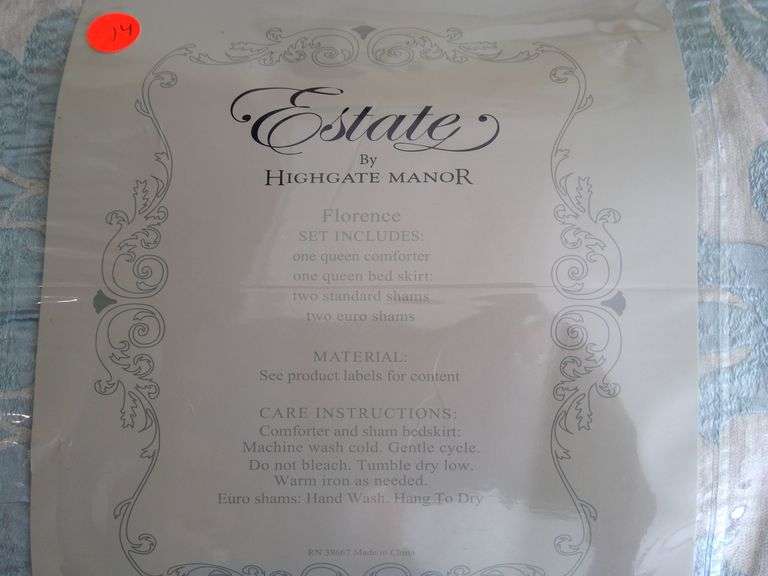 14
Estate
By
HIGHGATE MANOR
Florence
SET INCLUDES:
one queen comforter
one queen bed skirt:
two standard shams
two euro shams
MATERIAL:
See product labels for content
CARE INSTRUCTIONS:
Comforter and sham bedskirt:
Machine wash cold. Gentle cycle.
Do not bleach. Tumble dry low.
Warm iron as needed.
Euro shams: Hand Wash. Hang To Dry
RN 38667 Made in China